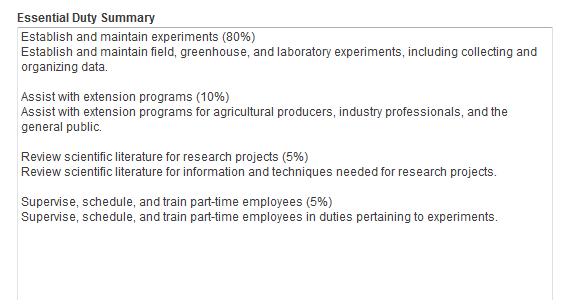 Essential Duty Summary
Establish and maintain experiments (80%)
Establish and maintain field, greenhouse, and laboratory experiments, including collecting and
organizing data.
Assist with extension programs (10%)
Assist with extension programs for agricultural producers, industry professionals, and the
general public.
Review scientific literature for research projects (5%)
Review scientific literature for information and techniques needed for research projects.
Supervise, schedule, and train part-time employees (5%)
Supervise, schedule, and train part-time employees in duties pertaining to experiments.